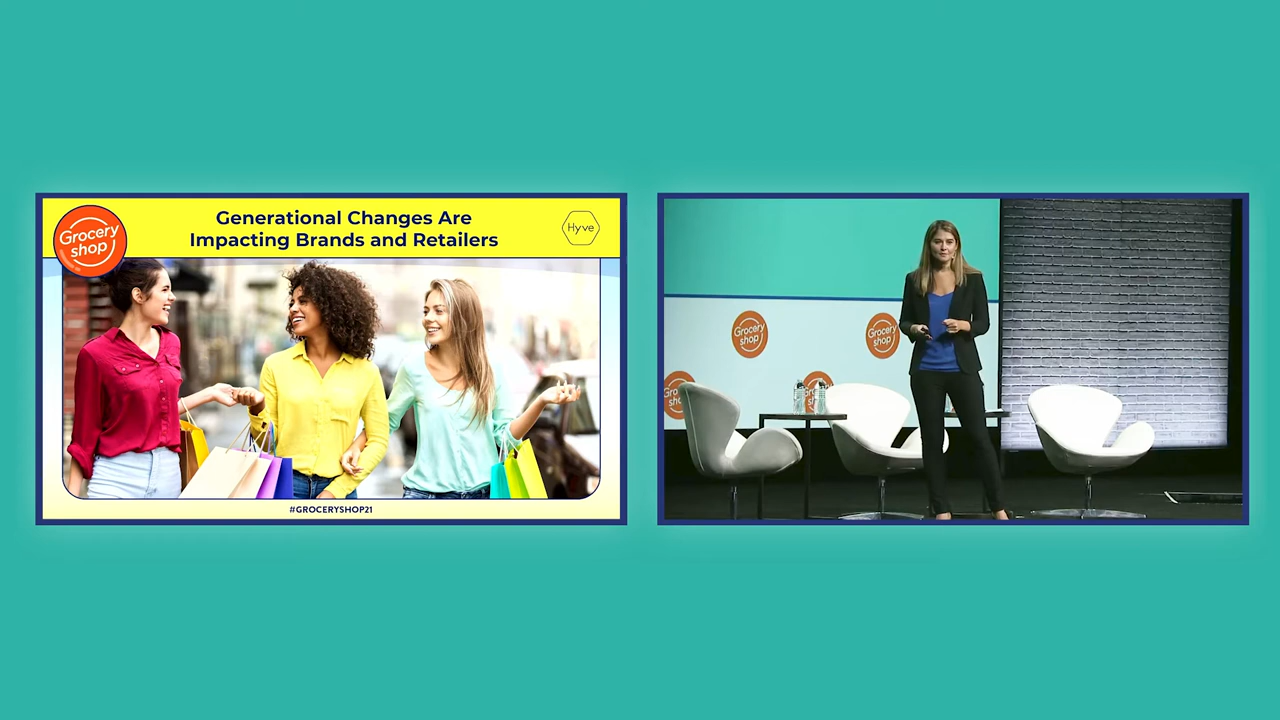 Generational Changes Are
Impacting Brands and Retailers
Grocery
shop
Hyve
#GROCERYSHOP21
Grocery
shop
Grocery
shop